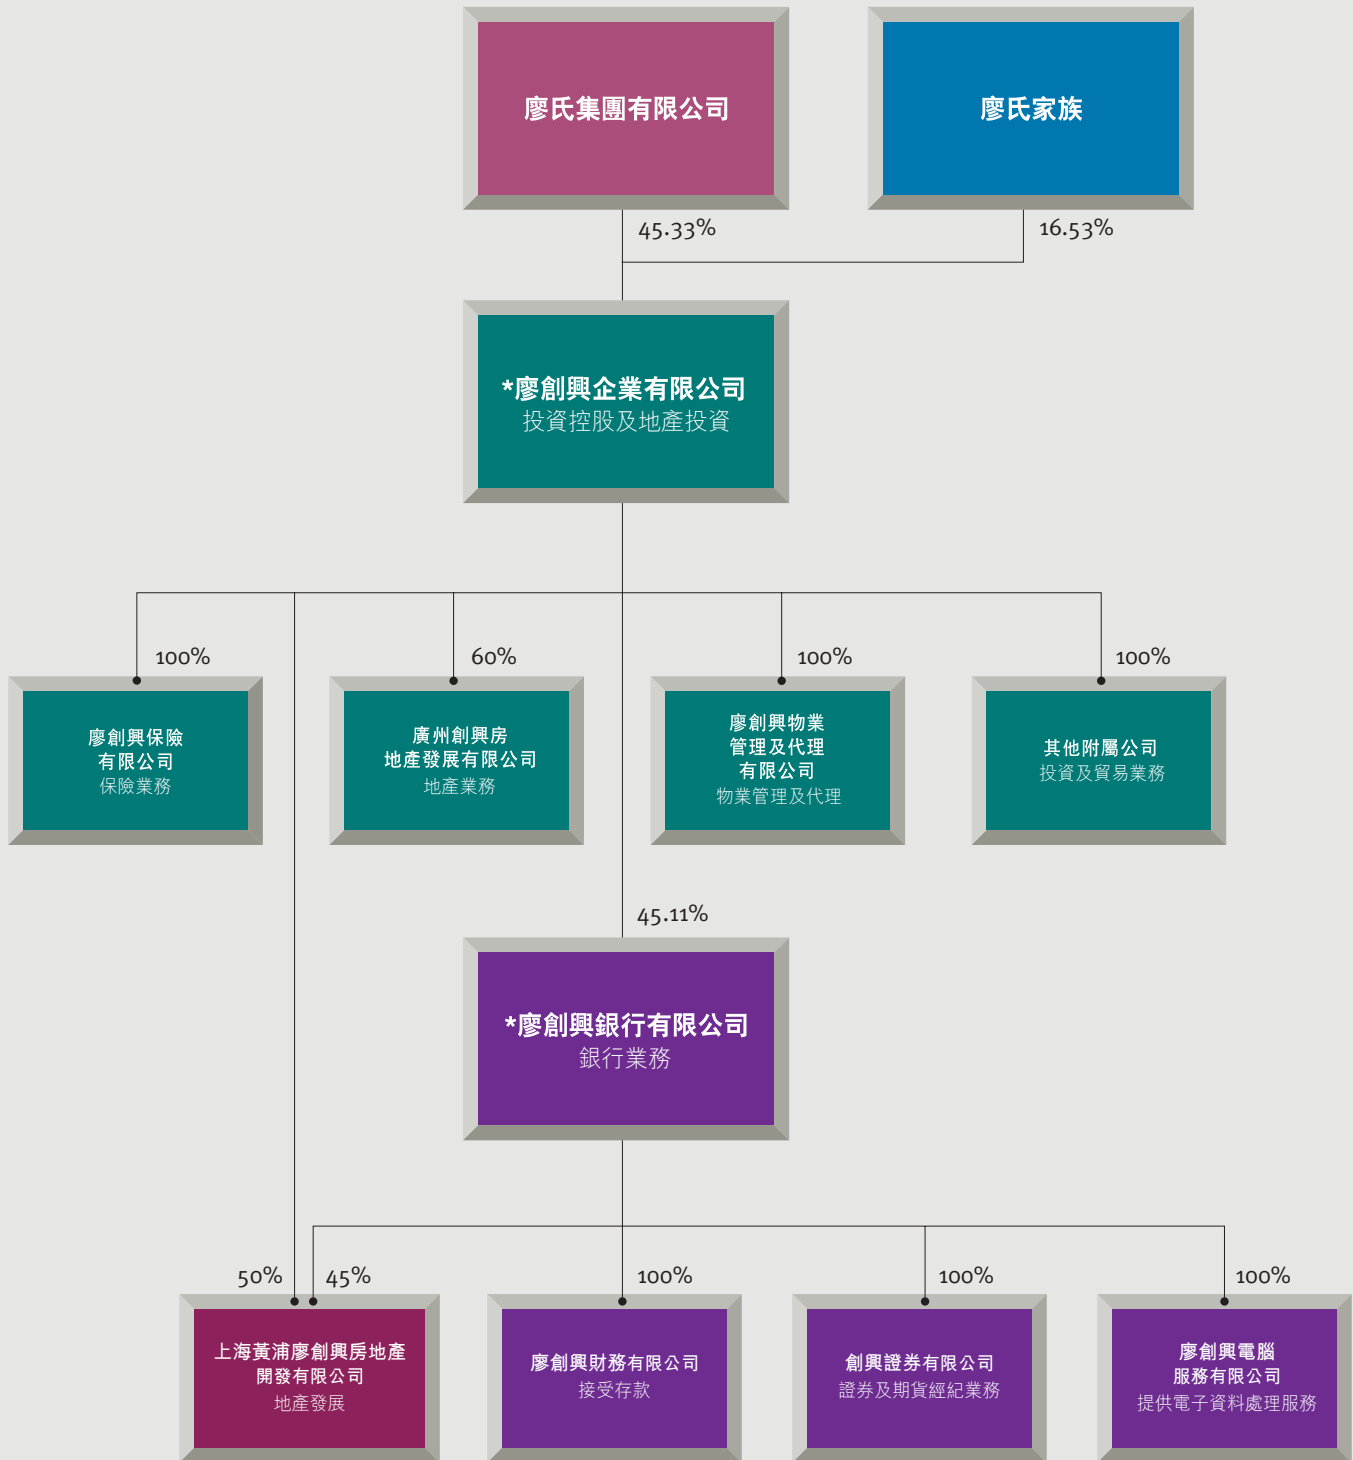 廖氏集團有限公司
廖氏家族
45.33%
16.53%
*廖創興企業有限公司
投資控股及地產投資
100%
60%
100%
100%
廖創興保險
有限公司
保險業務
廣州創興房
地產發展有限公司
地產業務
廖創興物業
管理及代理
有限公司
物業管理及代理
其他附屬公司
投資及貿易業務
45.11%
*廖創興銀行有限公司
銀行業務
50%
45%
100%
100%
100%
上海黃浦廖創興房地產
開發有限公司
地產發展
廖創興財務有限公司
接受存款
創興證券有限公司
證券及期貨經紀業務
廖創興電腦
服務有限公司
提供電子資料處理服務